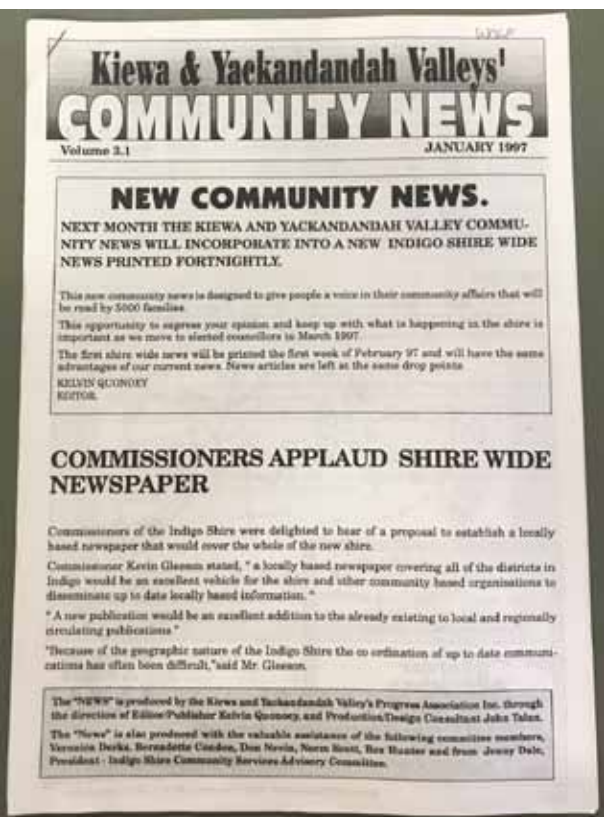 Kiewa & Yackandandah Valleys'
COMMUNITY NEWS
Volume 3.1
JANUARY 1997
NEW COMMUNITY NEWS.
NEXT MONTH THE KIEWA AND YACKANDANDAH VALLEY COMMU-
NITY NEWS WILL INCORPORATE INTO A NEW INDIGO SHIRE WIDE
NEWS PRINTED FORTNIGHTLY.
This new community news is designed to give people a voice in their community affairs that will
be read by 5000 families.
This opportunity to express your opinion and keep up with what is happening in the shire is
important as we move to elected councillors in March 1997.
The first shire wide news will be printed the first week of February 97 and will have the same
advantages of our current news. News articles are left at the same drop points
KELVIN QUONOEY
EDITOR.
COMMISSIONERS APPLAUD SHIRE WIDE
NEWSPAPER
Commissioners of the Indigo Shire were delighted to hear of a proposal to establish a locally
based newspaper that would cover the whole of the new shire.
Commissioner Kevin Gleeson stated, " a locally based newspaper covering all of the districts in
Indigo would be an excellent vehicle for the shire and other community based organisations to
disseminate up to date locally based information. "
" A new publication would be an excellent addition to the already existing to local and regionally
circulating publications "
"Because of the geographic nature of the Indigo Shire the co ordination of up to date communi-
cations has often been difficult,"said Mr. Gleeson.
The "NEWS" is produced by the Kiewa and Yackandandah Valley's Progress Association Inc. through
the direction of Editor/Publisher Kelvin Quonoey, and Production/Design Consultant John
The "News" is also produced with the valuable assistance of the following committee members,
Veronica Bernadette Don Nevin, Norm Scott, Rex Hunter and from Jenny Dale,
President - Indigo Shire Community Services Advisory Committee.